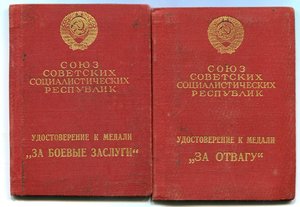 СОЮЗ
СОВЕТСКИХ
СОЦИАЛИСТИЧЕСКИХ
РЕСПУБЛИК
УДОСТОВЕРЕНИЕ К МЕДАЛИ
„ЗА БОЕВЫЕ ЗАСЛУГИ“
СОЮЗ
СОВЕТСКИХ
СОЦИАЛИСТИЧЕСКИХ
РЕСПУБЛИК
УДОСТОВЕРЕНИЕ К МЕДАЛИ
„ЗА ОТВАГУ“